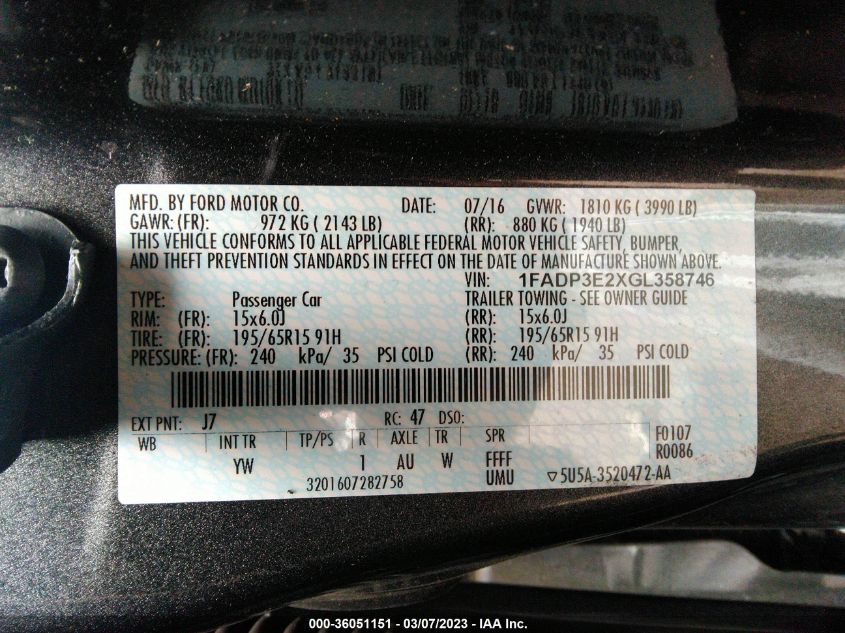 MFD. BY FORD MOTOR CO. DATE: 07/16 GVWR: 1810 KG ( 3990 LB)
GAWR: (FR): 972 KG ( 2143 LB) (RR): 880 KG ( 1940 LB)
THIS VEHICLE CONFORMS TO ALL APPLICABLE FEDERAL MOTOR VEHICLE SAFETY, BUMPER,
AND THEFT PREVENTION STANDARDS IN EFFECT ON THE DATE OF MANUFACTURE SHOWN ABOVE.
VIN: 1FADP3E2XGL358746
TYPE: Passenger Car TRAILER TOWING - SEE OWNER GUIDE
RIM: (FR): 15x6.0J (RR): 15x6.0J
TIRE: (FR): 195/65R15 91H (RR): 195/65R15 91H
PRESSURE: (FR): 240 kPa/ 35 PSI COLD (RR): 240 kPa/ 35 PSI COLD
EXT PNT: J7 RC: 47 DSO:
WB INT TR TP/PS R AXLE TR SPR F0107
YW 1 AU W FFFF R0086
3201607282758 UMU ▽5U5A-3520472-AA
000-36051151 — 03/07/2023 — IAA Inc.